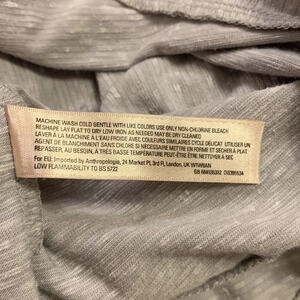 MACHINE WASH COLD GENTLE WITH LIKE COLORS USE ONLY NON-CHLORINE BLEACH
RESHAPE LAY FLAT TO DRY LOW IRON AS NEEDED MAY BE DRY CLEANED
LAVER À LA MACHINE À L'EAU FROIDE AVEC COULEURS SIMILAIRES CYCLE DÉLICAT UTILISER UN
AGENT DE BLANCHIMENT SANS CHLORE SI NÉCESSAIRE METTRE EN FORME ET SÉCHER À PLAT
REPASSER, AU BESOIN, À TRÈS BASSE TEMPÉRATURE PEUT-ÊTRE NETTOYER À SEC
For EU: Imported by Anthropologie, 24 Market Pl, 3rd Fl, London, UK W1W8AN
LOW FLAMMABILITY TO BS 5722